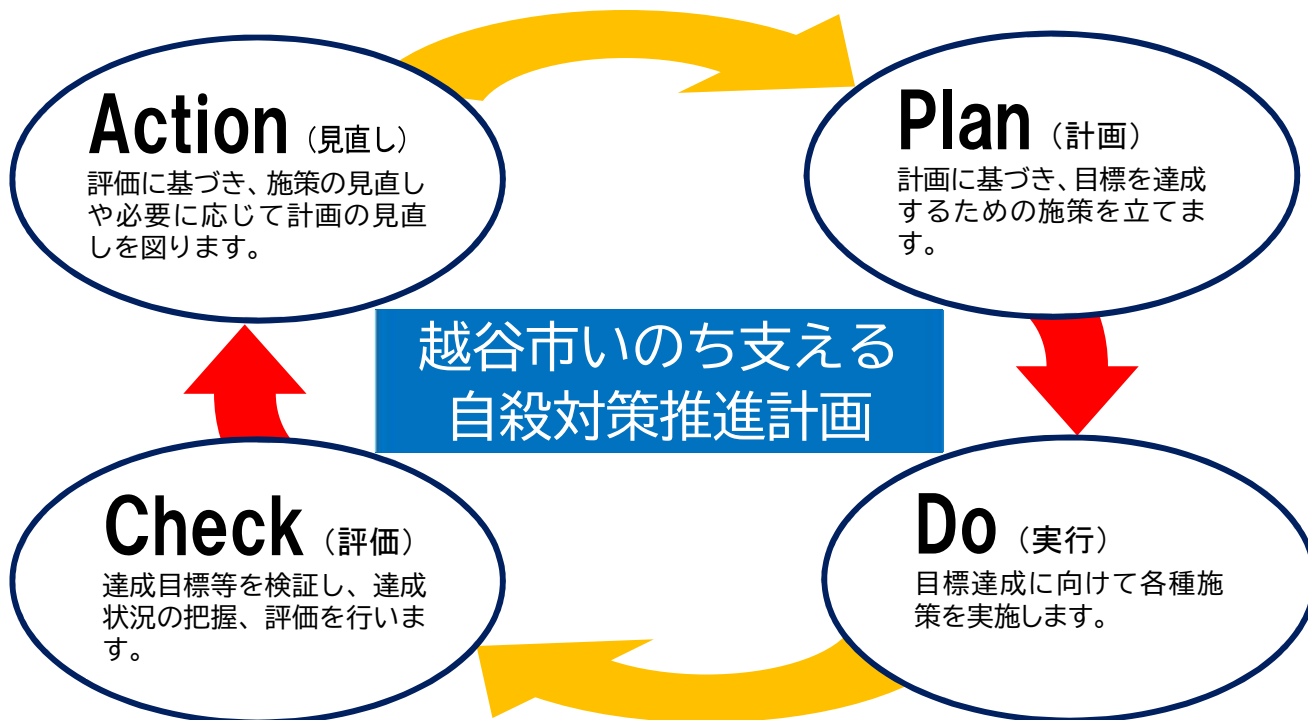 Action（見直し）
評価に基づき、施策の見直し
や必要に応じて計画の見直
しを図ります。
Plan（計画）
計画に基づき、目標を達成
するための施策を立てま
す。
越谷市いのち支える
自殺対策推進計画
Check（評価）
達成目標等を検証し、達成
状況の把握、評価を行いま
す。
Do（実行）
目標達成に向けて各種施
策を実施します。